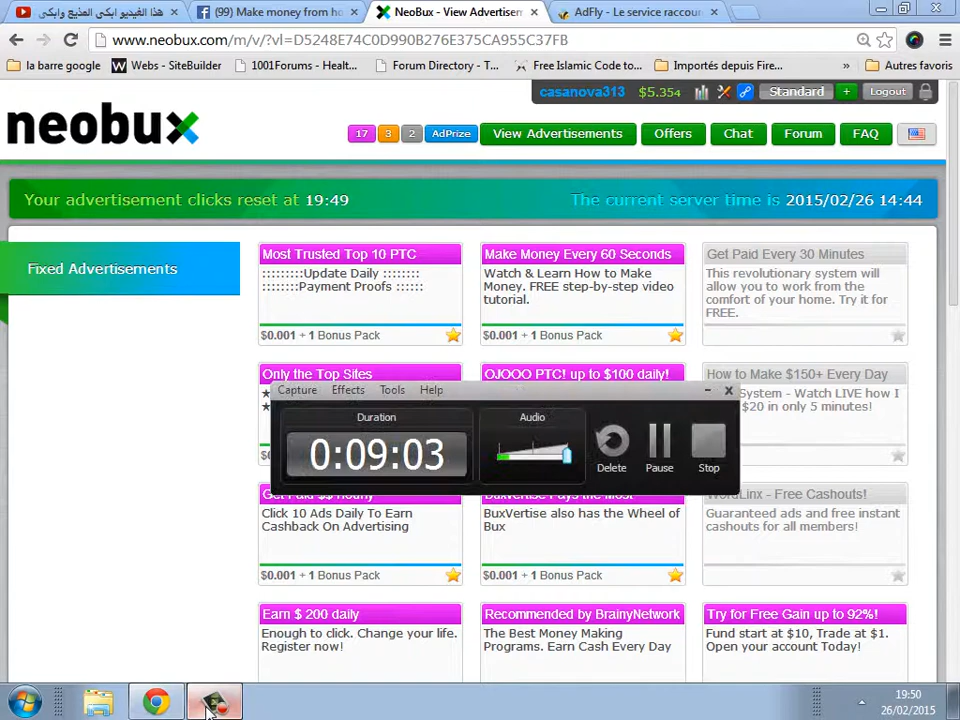 هذا الفيديو ابكى المذيع وابكى
(99) Make money from ho
NeoBux - View Advertisem
AdFly - Le service raccour
www.neobux.com/m/v/?vl=D5248E74C0D990B276E375CA955C37FB
la barre google
Webs - SiteBuilder
1001Forums - Healt...
Forum Directory - T...
Free Islamic Code to...
Importés depuis Fire...
»
Autres favoris
casanova313 $5.354 Standard + Logout
neobux
17 3 2 AdPrize View Advertisements Offers Chat Forum FAQ
Your advertisement clicks reset at 19:49
The current server time is 2015/02/26 14:44
Fixed Advertisements
Most Trusted Top 10 PTC
:::::::::Update Daily ::::::::
::::::::Payment Proofs ::::::
$0.001 + 1 Bonus Pack
Make Money Every 60 Seconds
Watch & Learn How to Make
Money. FREE step-by-step video
tutorial.
$0.001 + 1 Bonus Pack
Get Paid Every 30 Minutes
This revolutionary system will
allow you to work from the
comfort of your home. Try it for
FREE.
Only the Top Sites
OJOOO PTC! up to $100 daily!
How to Make $150+ Every Day
System - Watch LIVE how I
$20 in only 5 minutes!
Capture Effects Tools Help
Duration
0:09:03
Audio
Delete
Pause
Stop
Get Paid $$ Hourly
Click 10 Ads Daily To Earn
Cashback On Advertising
$0.001 + 1 Bonus Pack
BuxVertise Pays the Most
BuxVertise also has the Wheel of
Bux
$0.001 + 1 Bonus Pack
WordLinx - Free Cashouts!
Guaranteed ads and free instant
cashouts for all members!
Earn $ 200 daily
Enough to click. Change your life.
Register now!
Recommended by BrainyNetwork
The Best Money Making
Programs. Earn Cash Every Day
Try for Free Gain up to 92%!
Fund start at $10, Trade at $1.
Open your account Today!
19:50
26/02/2015